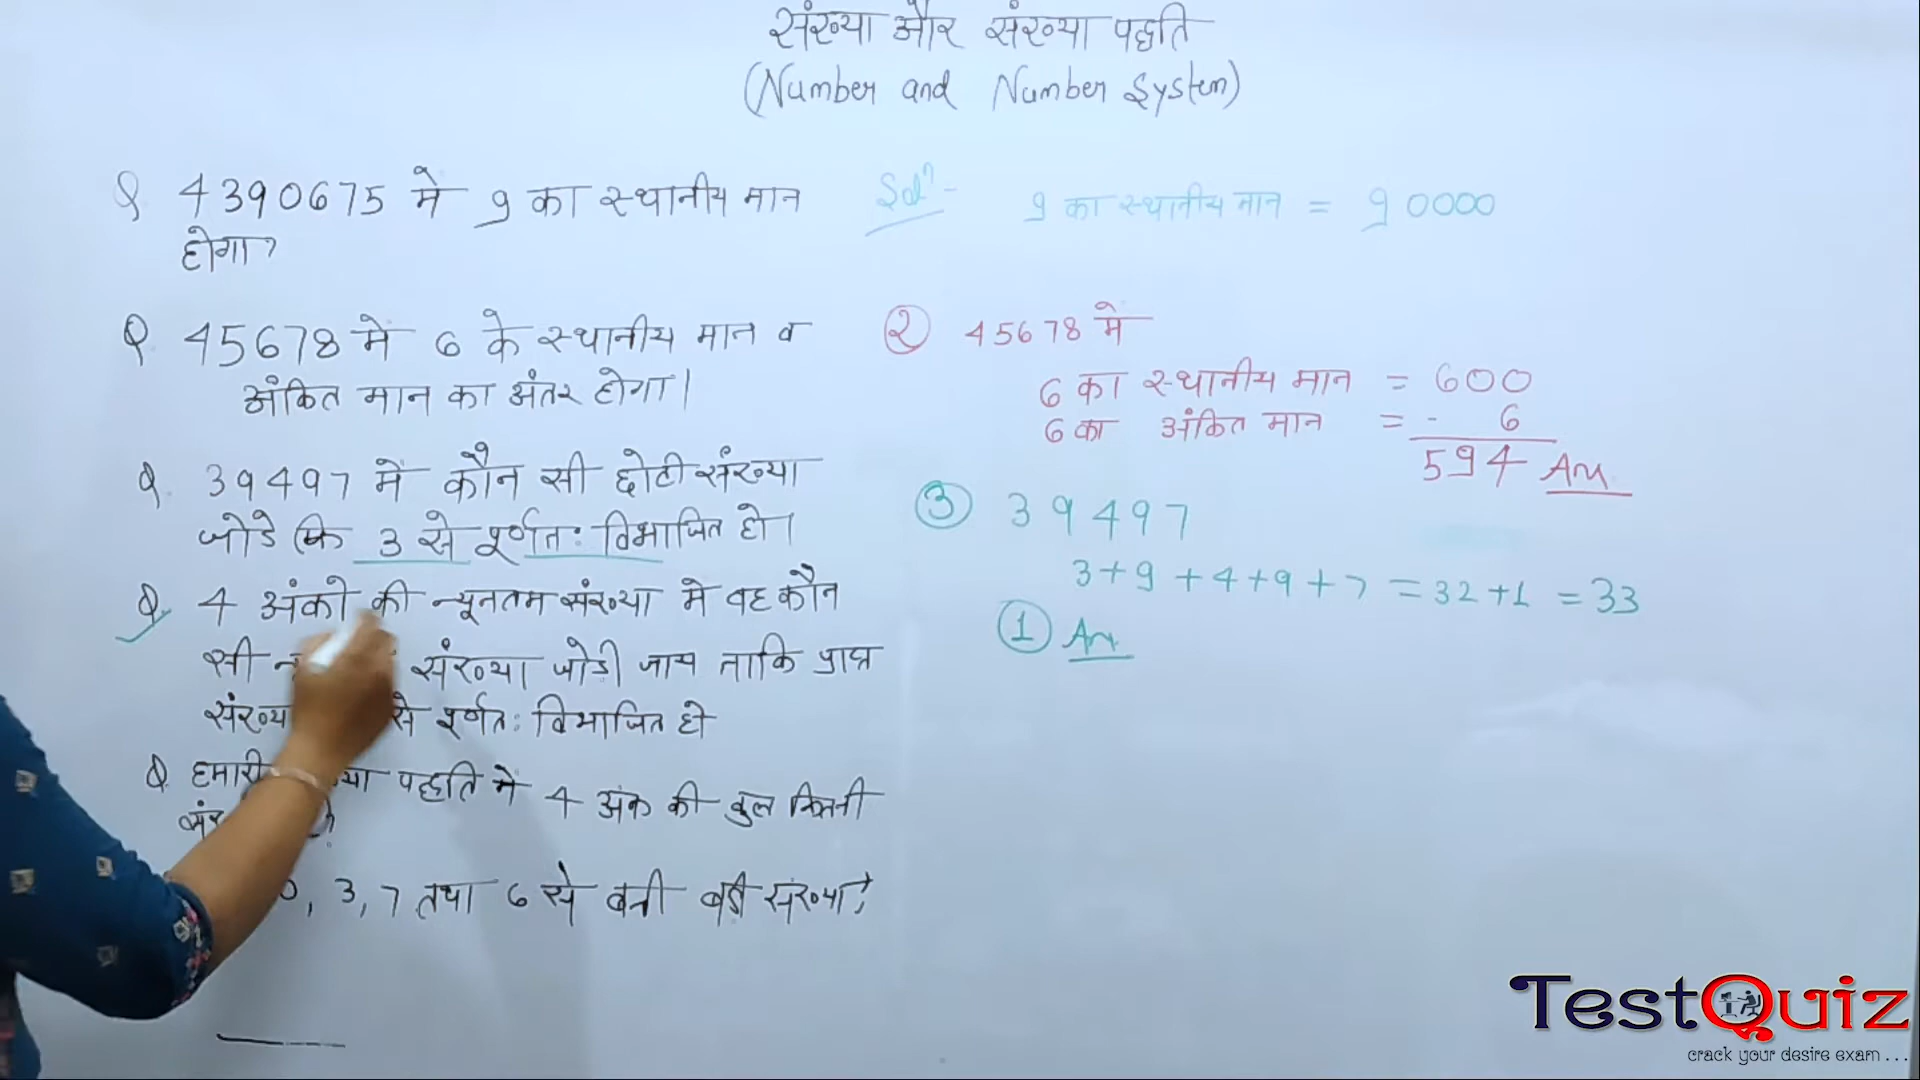 संख्या और संख्या पद्धति
(Number and Number System)
Q 4390675 मे 9 का स्थानीय मान
होगा?
Q 45678 मे 6 के स्थानीय मान व
अंकित मान का अंतर होगा।
Q. 39497 मे कौन सी छोटी संख्या
जोडे कि 3 से पूर्णतः विभाजित हो।
Q. 4 अंको की न्यूनतम संख्या मे वह कौन
सी संख्या जोडी जाय ताकि प्राप्त
से पूर्णतः विभाजित हो
Q. हमारी पद्धति मे 4 अंक की कुल कितनी
, 3, 7 तथा 6 से बनी बडी संख्या?
Solⁿ - 9 का स्थानीय मान = 90000
२ 45678 मे
6 का स्थानीय मान = 600
6 का अंकित मान = - 6
594 Ans
3 39497
3+9+4+9+7 = 32+1 = 33
1 Ans
TestQuiz
crack your desire exam...